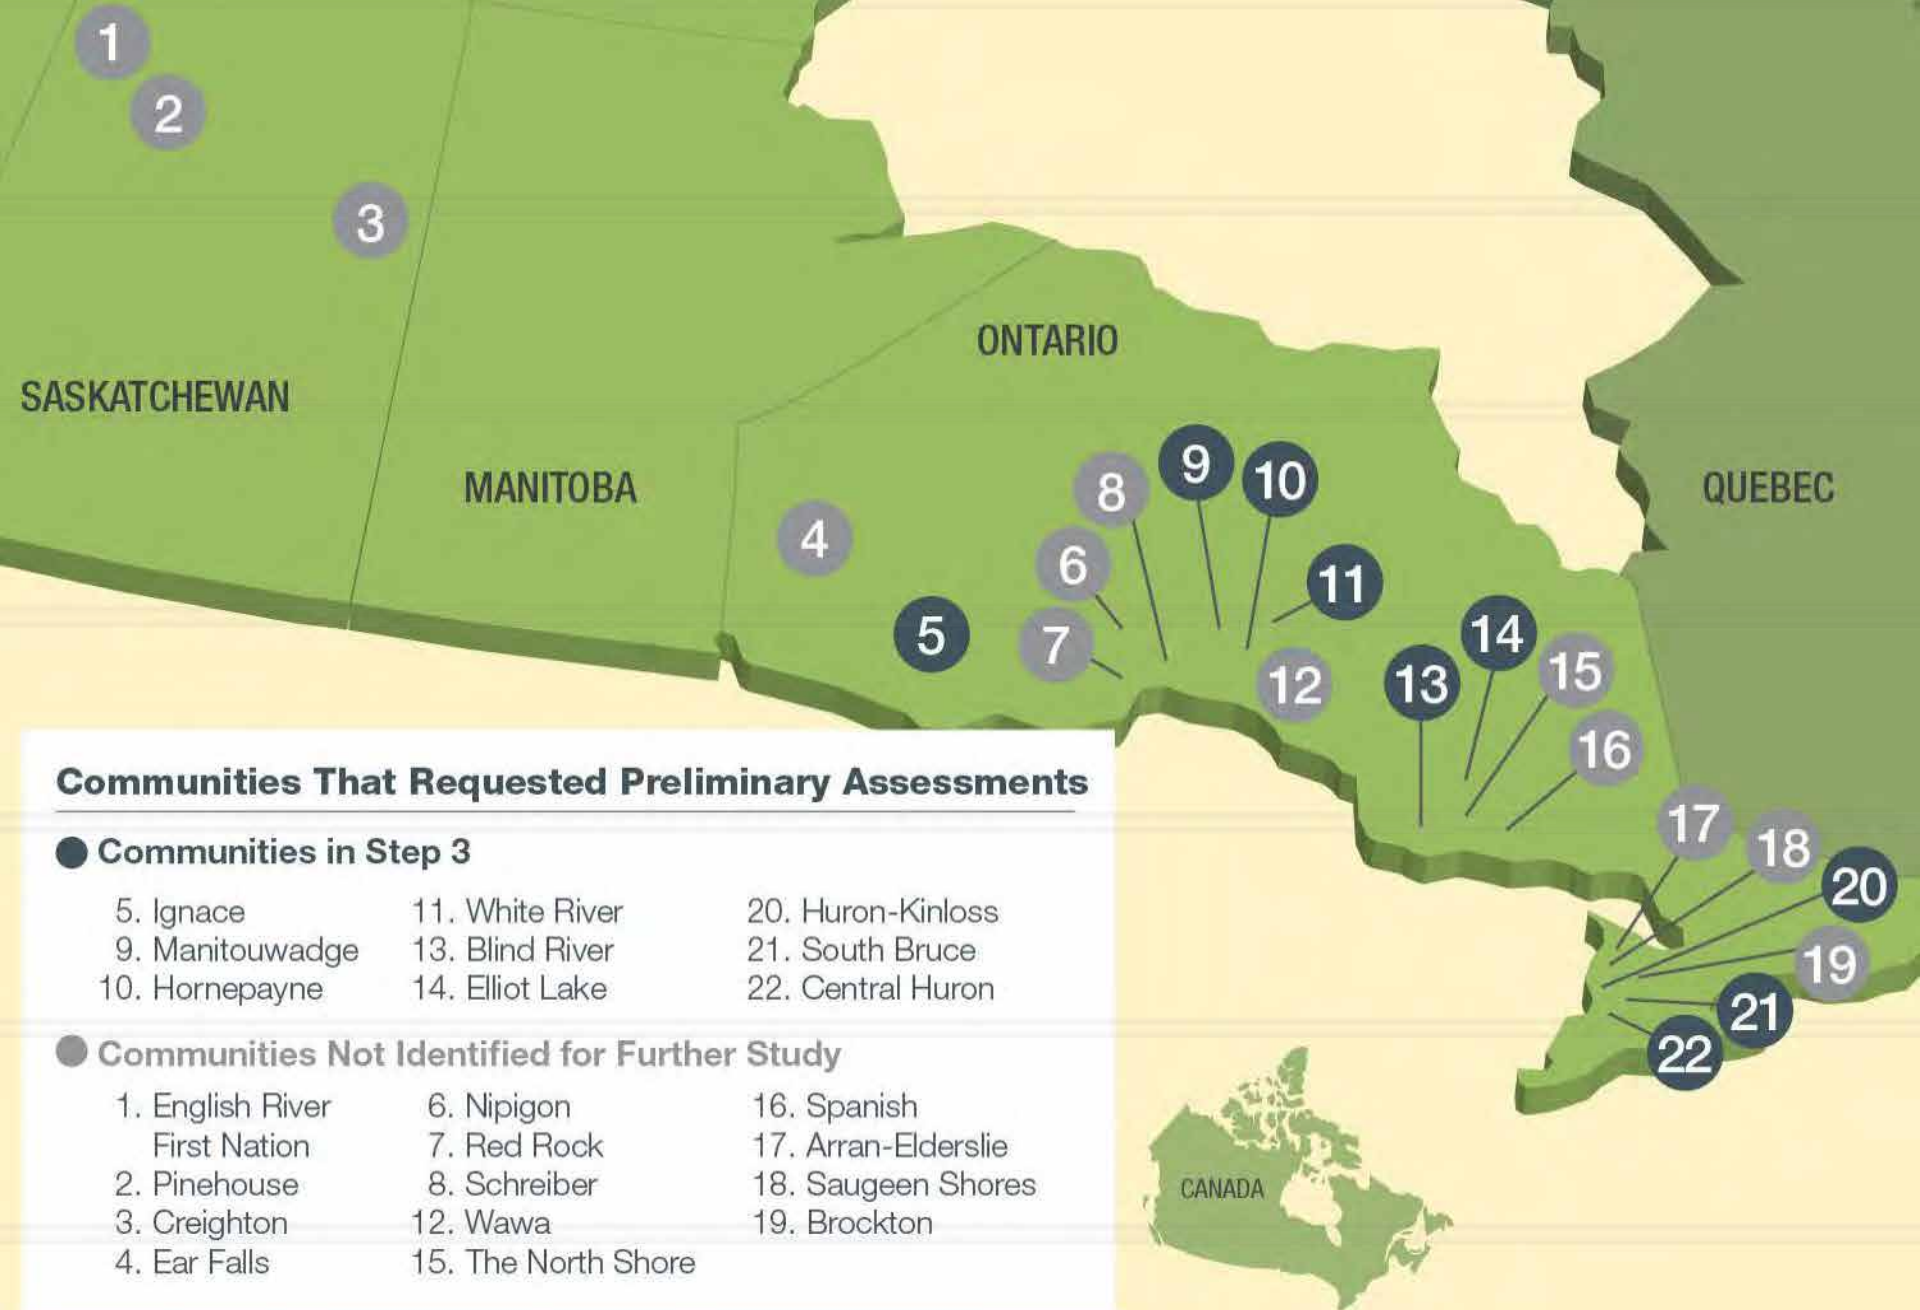 1
2
3
ONTARIO
SASKATCHEWAN
MANITOBA
QUEBEC
9
10
8
4
6
11
5
7
14
15
12
13
16
17
18
20
19
21
22
Communities That Requested Preliminary Assessments
Communities in Step 3
5. Ignace
9. Manitouwadge
10. Hornepayne
11. White River
13. Blind River
14. Elliot Lake
20. Huron-Kinloss
21. South Bruce
22. Central Huron
Communities Not Identified for Further Study
1. English River
First Nation
2. Pinehouse
3. Creighton
4. Ear Falls
6. Nipigon
7. Red Rock
8. Schreiber
12. Wawa
15. The North Shore
16. Spanish
17. Arran-Elderslie
18. Saugeen Shores
19. Brockton
CANADA